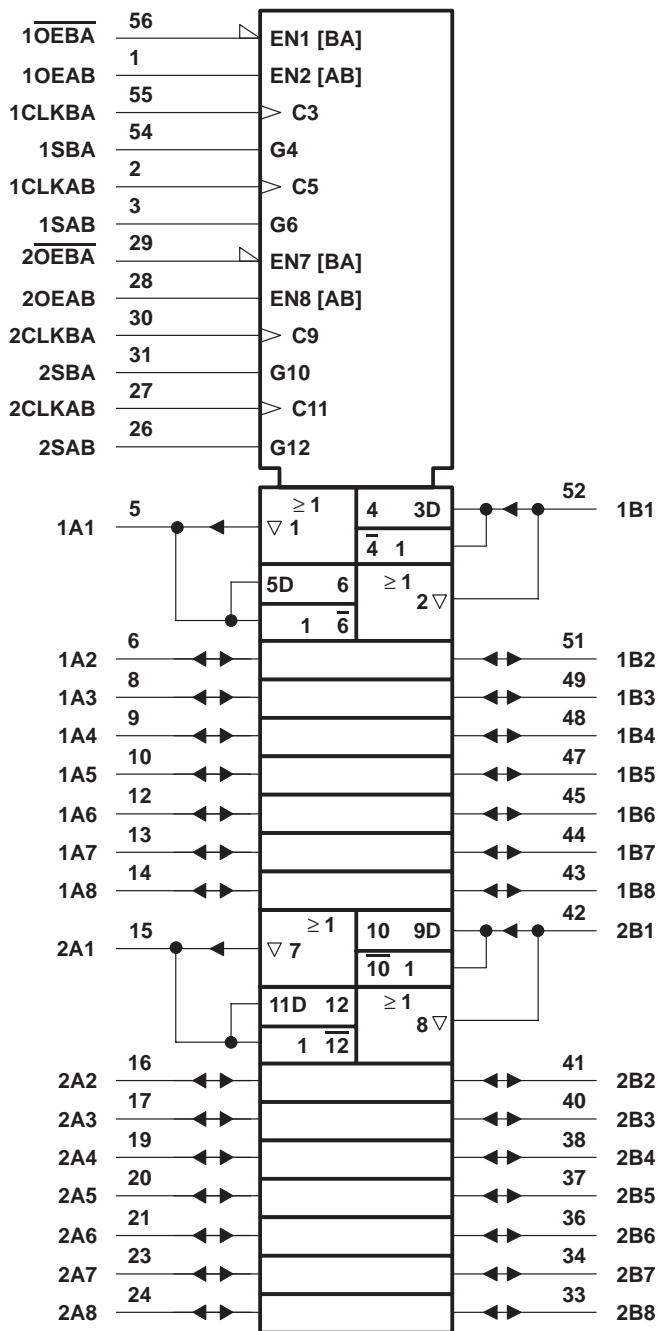 1O̅E̅B̅A̅ 56 EN1 [BA]
1OEAB 1 EN2 [AB]
1CLKBA 55 C3
1SBA 54 G4
1CLKAB 2 C5
1SAB 3 G6
2O̅E̅B̅A̅ 29 EN7 [BA]
2OEAB 28 EN8 [AB]
2CLKBA 30 C9
2SBA 31 G10
2CLKAB 27 C11
2SAB 26 G12
1A1 5 ≥ 1 ▽ 1 4 3D 52 1B1
4̅ 1
5D 6 ≥ 1 2 ▽
1 6̅
1A2 6 51 1B2
1A3 8 49 1B3
1A4 9 48 1B4
1A5 10 47 1B5
1A6 12 45 1B6
1A7 13 44 1B7
1A8 14 43 1B8
2A1 15 ≥ 1 ▽ 7 10 9D 42 2B1
1̅0̅ 1
11D 12 ≥ 1 8 ▽
1 1̅2̅
2A2 16 41 2B2
2A3 17 40 2B3
2A4 19 38 2B4
2A5 20 37 2B5
2A6 21 36 2B6
2A7 23 34 2B7
2A8 24 33 2B8